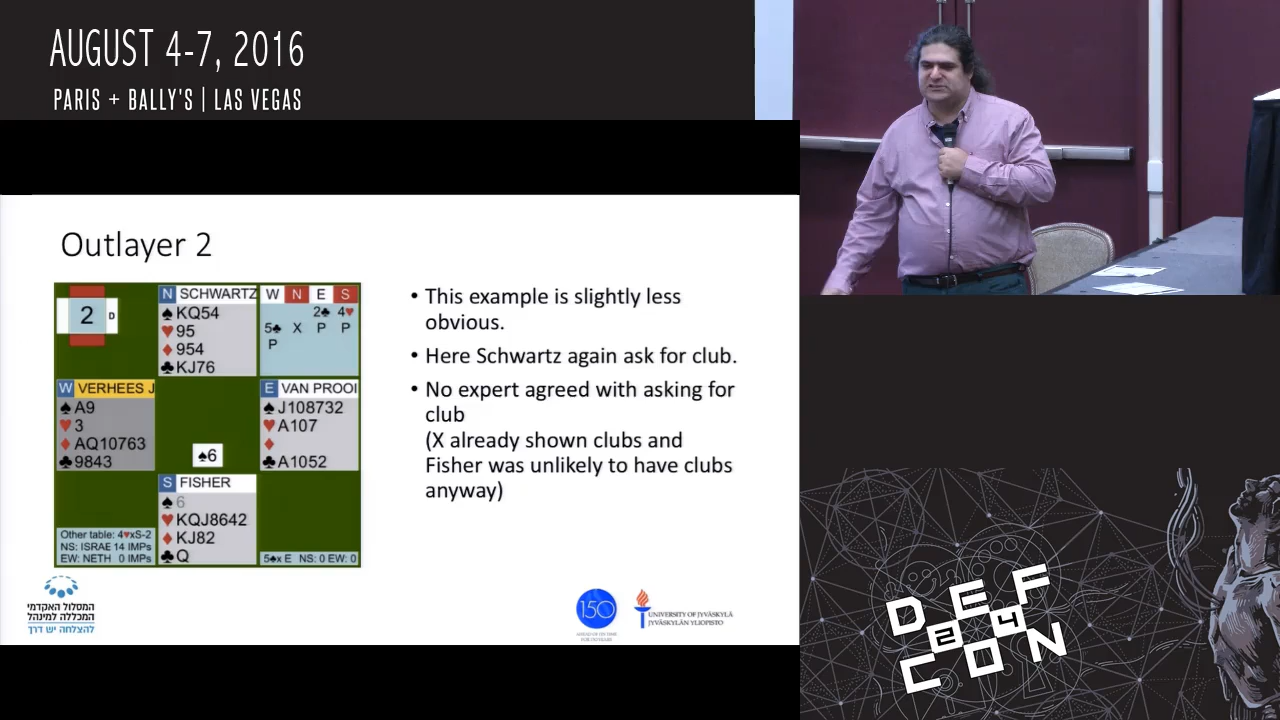 AUGUST 4-7, 2016
PARIS + BALLY'S | LAS VEGAS
Outlayer 2
2 D
N SCHWARTZ
♠KQ54
♥95
♦954
♣KJ76
W N E S
2♣ 4♥
5♣ X P P
P
W VERHEES J
♠A9
♥3
♦AQ10763
♣9843
E VAN PROOI
♠J108732
♥A107
♦
♣A1052
♠6
S FISHER
♠6
♥KQJ8642
♦KJ82
♣Q
Other table: 4♥xS-2
NS: ISRAE 14 IMPs
EW: NETH 0 IMPs
5♣x E NS: 0 EW: 0
• This example is slightly less
obvious.
• Here Schwartz again ask for club.
• No expert agreed with asking for
club
(X already shown clubs and
Fisher was unlikely to have clubs
anyway)
המסלול האקדמי
המכללה למינהל
להצלחה יש דרך
150
UNIVERSITY OF JYVÄSKYLÄ
JYVÄSKYLÄN YLIOPISTO
DEF
24
CON